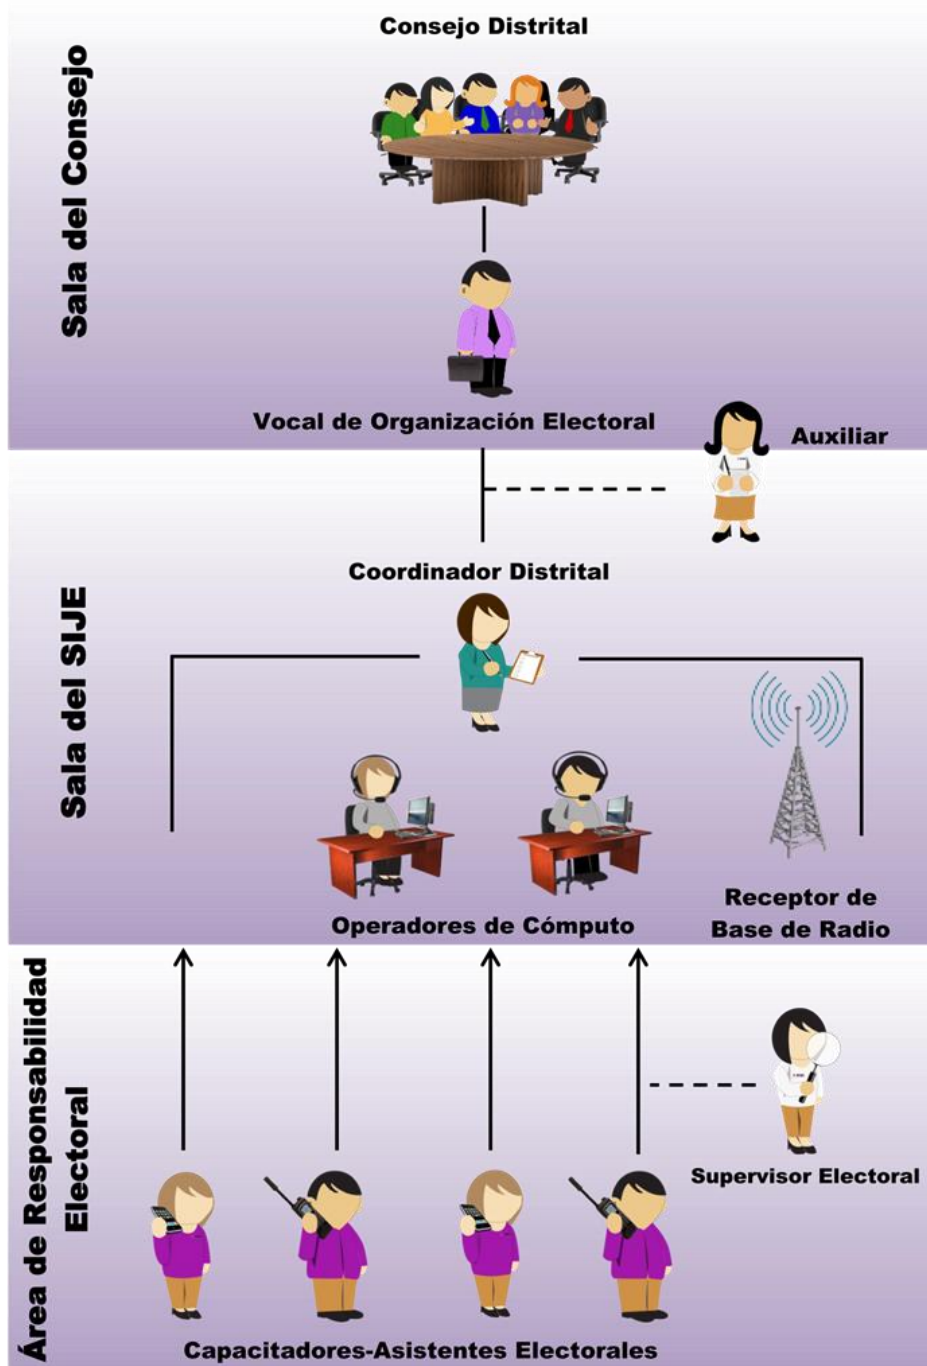 Consejo Distrital
Sala del Consejo
Vocal de Organización Electoral
Auxiliar
Coordinador Distrital
Sala del SIJE
Operadores de Cómputo
Receptor de
Base de Radio
Área de Responsabilidad
Electoral
Supervisor Electoral
Capacitadores-Asistentes Electorales